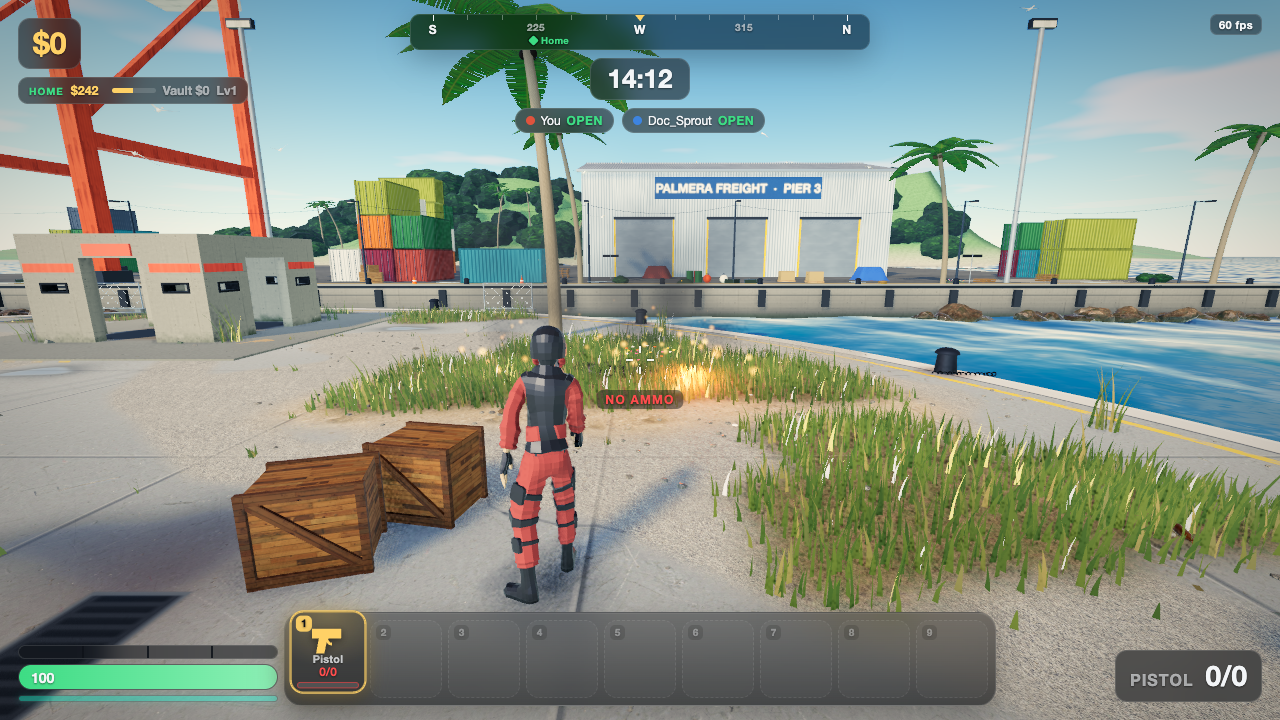 $0
S 225 W 315 N
Home
60 fps
HOME $242 Vault $0 Lv1
14:12
You OPEN
Doc_Sprout OPEN
PALMERA FREIGHT · PIER 3
NO AMMO
1 2 3 4 5 6 7 8 9
Pistol
0/0
100
PISTOL 0/0